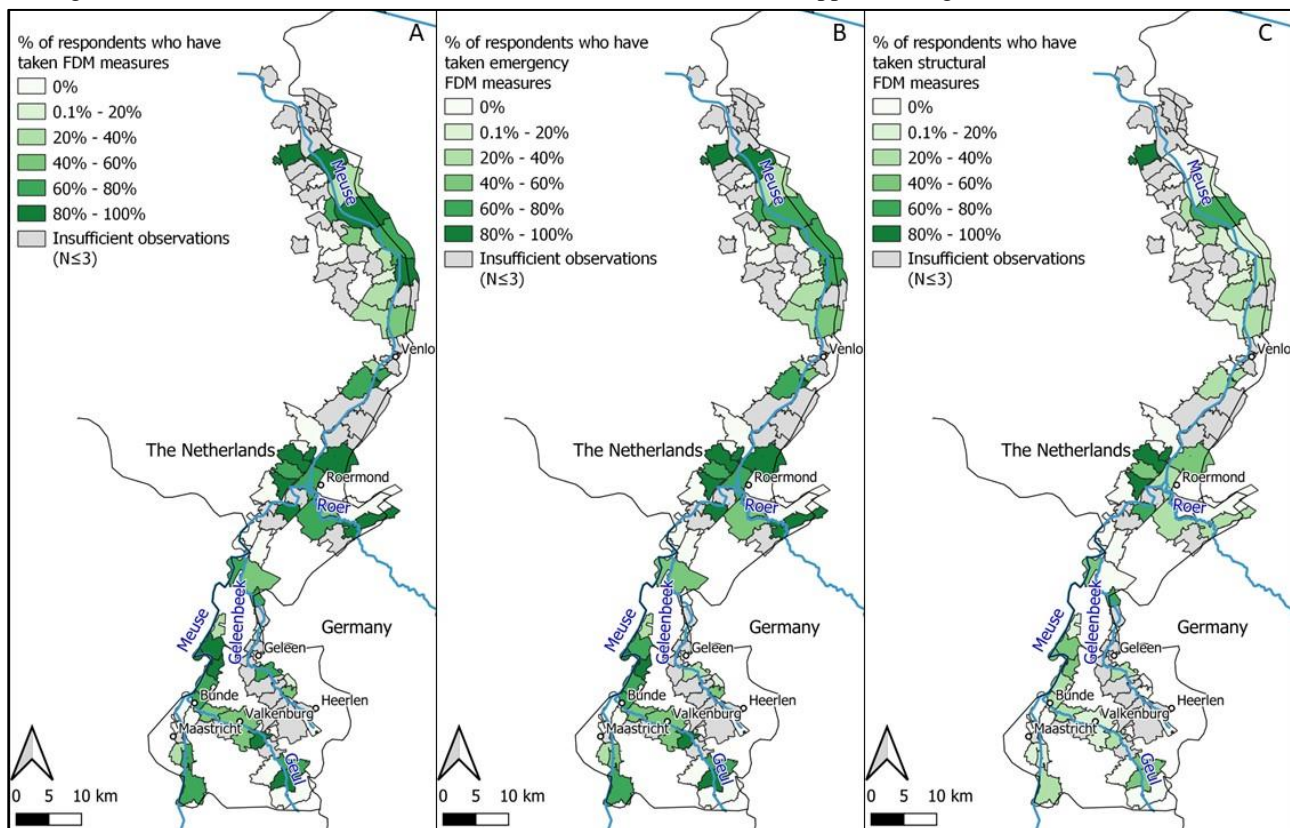 A
% of respondents who have
taken FDM measures
0%
0.1% - 20%
20% - 40%
40% - 60%
60% - 80%
80% - 100%
Insufficient observations
(N≤3)
Meuse
Venlo
The Netherlands
Roermond
Roer
Meuse
Geleenbeek
Germany
Geleen
Bunde
Heerlen
Valkenburg
Maastricht
Geul
0 5 10 km
B
% of respondents who have
taken emergency
FDM measures
0%
0.1% - 20%
20% - 40%
40% - 60%
60% - 80%
80% - 100%
Insufficient observations
(N≤3)
Meuse
Venlo
The Netherlands
Roermond
Roer
Meuse
Geleenbeek
Germany
Geleen
Bunde
Heerlen
Valkenburg
Maastricht
Geul
0 5 10 km
C
% of respondents who have
taken structural
FDM measures
0%
0.1% - 20%
20% - 40%
40% - 60%
60% - 80%
80% - 100%
Insufficient observations
(N≤3)
Meuse
Venlo
The Netherlands
Roermond
Roer
Meuse
Geleenbeek
Germany
Geleen
Bunde
Heerlen
Valkenburg
Maastricht
Geul
0 5 10 km